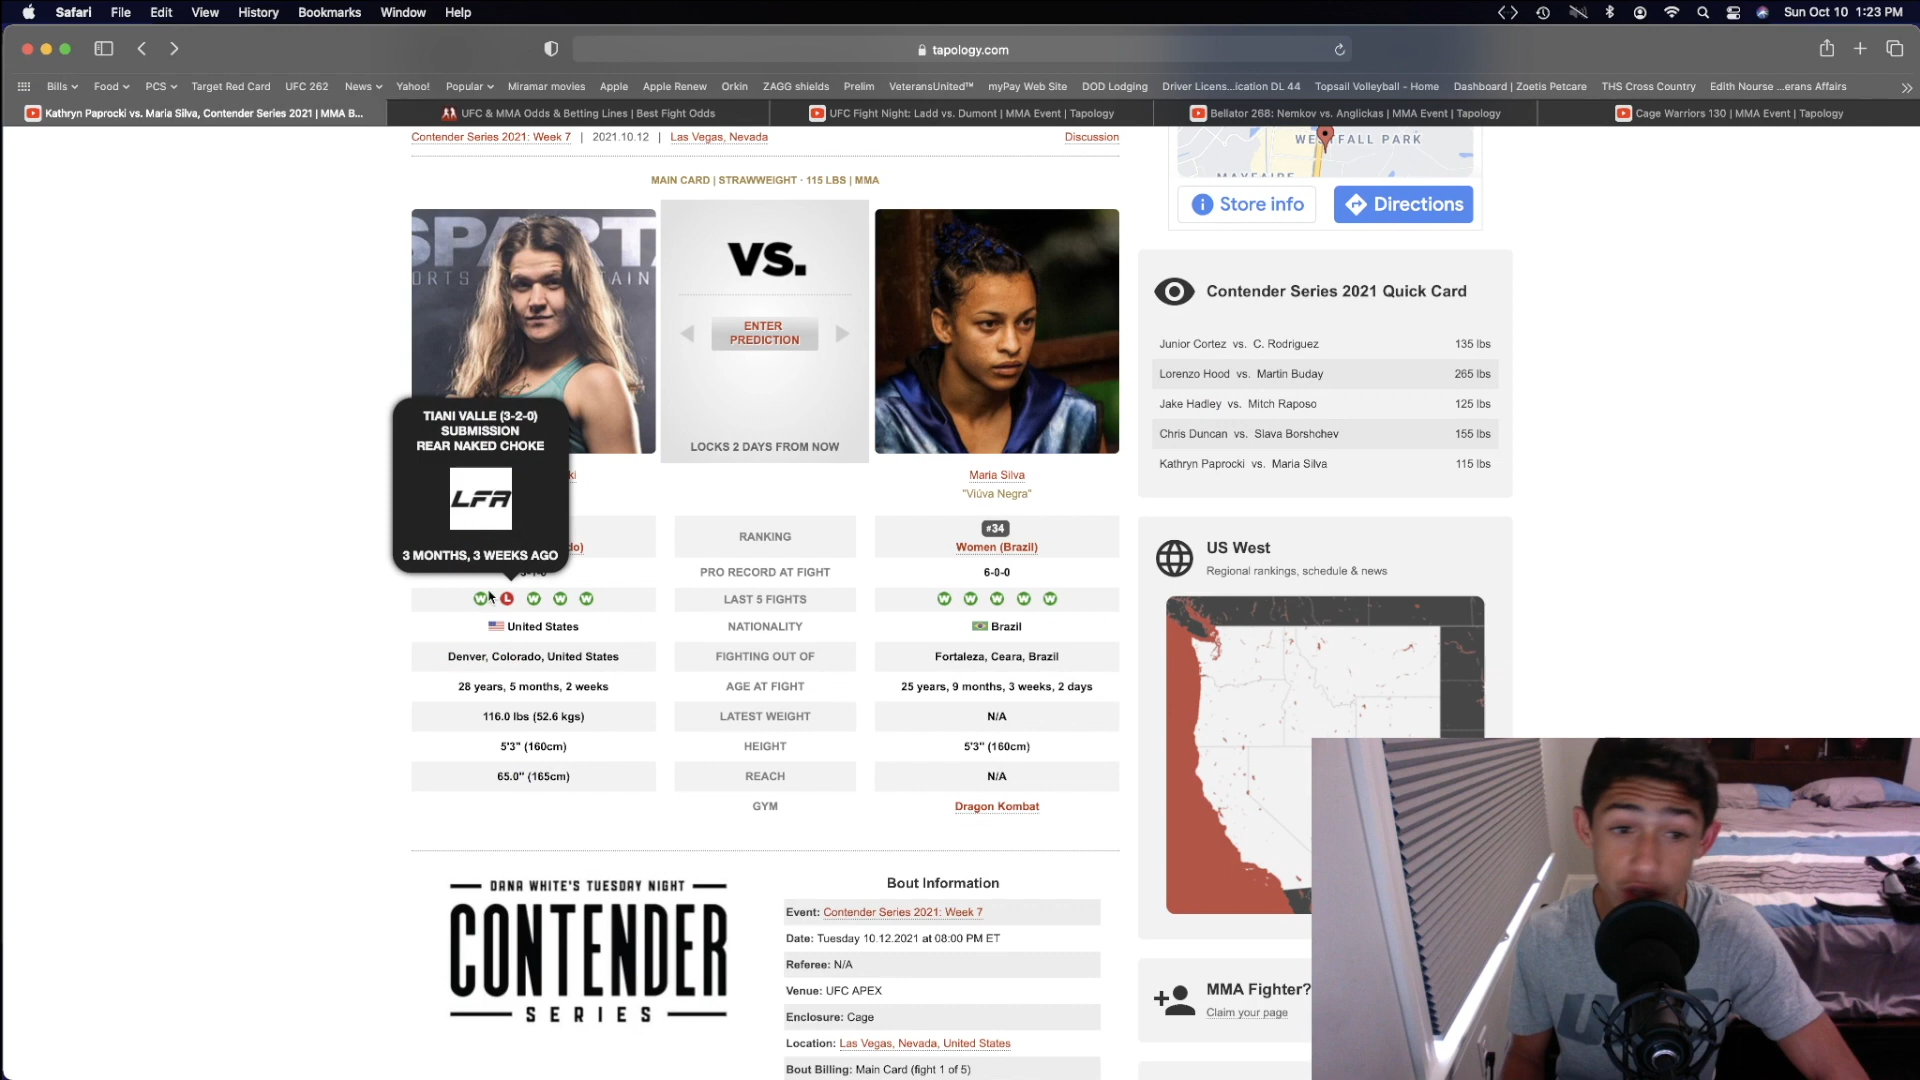 Safari File Edit View History Bookmarks Window Help Sun Oct 10 1:23 PM
tapology.com
Bills Food PCS Target Red Card UFC 262 News Yahoo! Popular Miramar movies Apple Apple Renew Orkin ZAGG shields Prelim VeteransUnited™ myPay Web Site DOD Lodging Driver Licens...ication DL 44 Topsail Volleyball - Home Dashboard | Zoetis Petcare THS Cross Country Edith Nourse ...erans Affairs
Kathryn Paprocki vs. Maria Silva, Contender Series 2021 | MMA B... UFC & MMA Odds & Betting Lines | Best Fight Odds UFC Fight Night: Ladd vs. Dumont | MMA Event | Tapology Bellator 268: Nemkov vs. Anglickas | MMA Event | Tapology Cage Warriors 130 | MMA Event | Tapology
Contender Series 2021: Week 7 | 2021.10.12 | Las Vegas, Nevada Discussion
MAIN CARD | STRAWWEIGHT · 115 LBS | MMA
VS.
ENTER
PREDICTION
LOCKS 2 DAYS FROM NOW
TIANI VALLE (3-2-0)
SUBMISSION
REAR NAKED CHOKE
LFA
3 MONTHS, 3 WEEKS AGO
ki Maria Silva
"Viúva Negra"
#34
do) RANKING Women (Brazil)
PRO RECORD AT FIGHT 6-0-0
W L W W W LAST 5 FIGHTS W W W W W
United States NATIONALITY Brazil
Denver, Colorado, United States FIGHTING OUT OF Fortaleza, Ceara, Brazil
28 years, 5 months, 2 weeks AGE AT FIGHT 25 years, 9 months, 3 weeks, 2 days
116.0 lbs (52.6 kgs) LATEST WEIGHT N/A
5'3" (160cm) HEIGHT 5'3" (160cm)
65.0" (165cm) REACH N/A
GYM Dragon Kombat
DANA WHITE'S TUESDAY NIGHT
CONTENDER
SERIES
Bout Information
Event: Contender Series 2021: Week 7
Date: Tuesday 10.12.2021 at 08:00 PM ET
Referee: N/A
Venue: UFC APEX
Enclosure: Cage
Location: Las Vegas, Nevada, United States
Bout Billing: Main Card (fight 1 of 5)
WESTFALL PARK
MAYFAIRE
Store info Directions
Contender Series 2021 Quick Card
Junior Cortez vs. C. Rodriguez 135 lbs
Lorenzo Hood vs. Martin Buday 265 lbs
Jake Hadley vs. Mitch Raposo 125 lbs
Chris Duncan vs. Slava Borshchev 155 lbs
Kathryn Paprocki vs. Maria Silva 115 lbs
US West
Regional rankings, schedule & news
MMA Fighter?
Claim your page